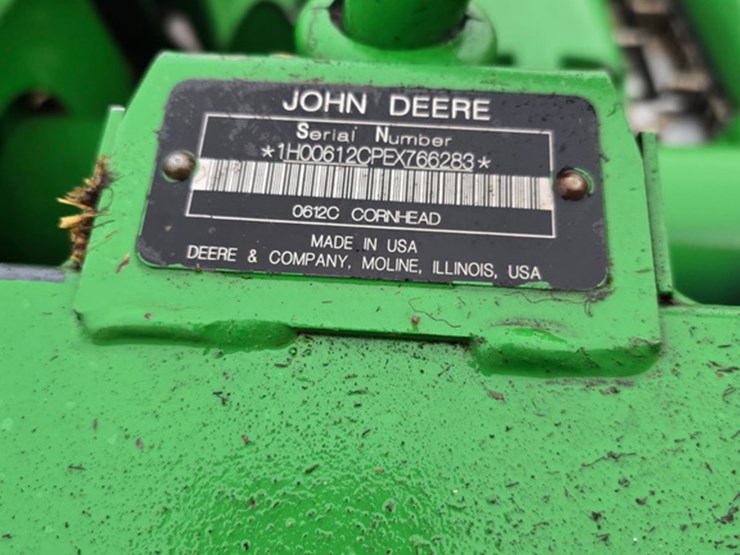 JOHN DEERE
Serial Number
*1H00612CPEX766283*
0612C CORNHEAD
MADE IN USA
DEERE & COMPANY, MOLINE, ILLINOIS, USA